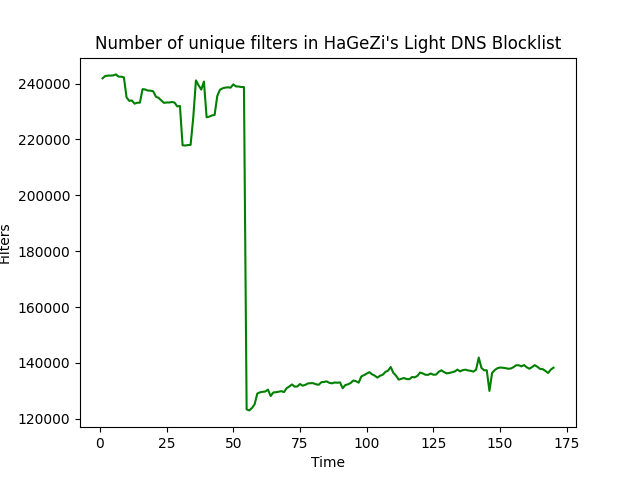 Number of unique filters in HaGeZi's Light DNS Blocklist
Filters
240000
220000
200000
180000
160000
140000
120000
0 25 50 75 100 125 150 175
Time